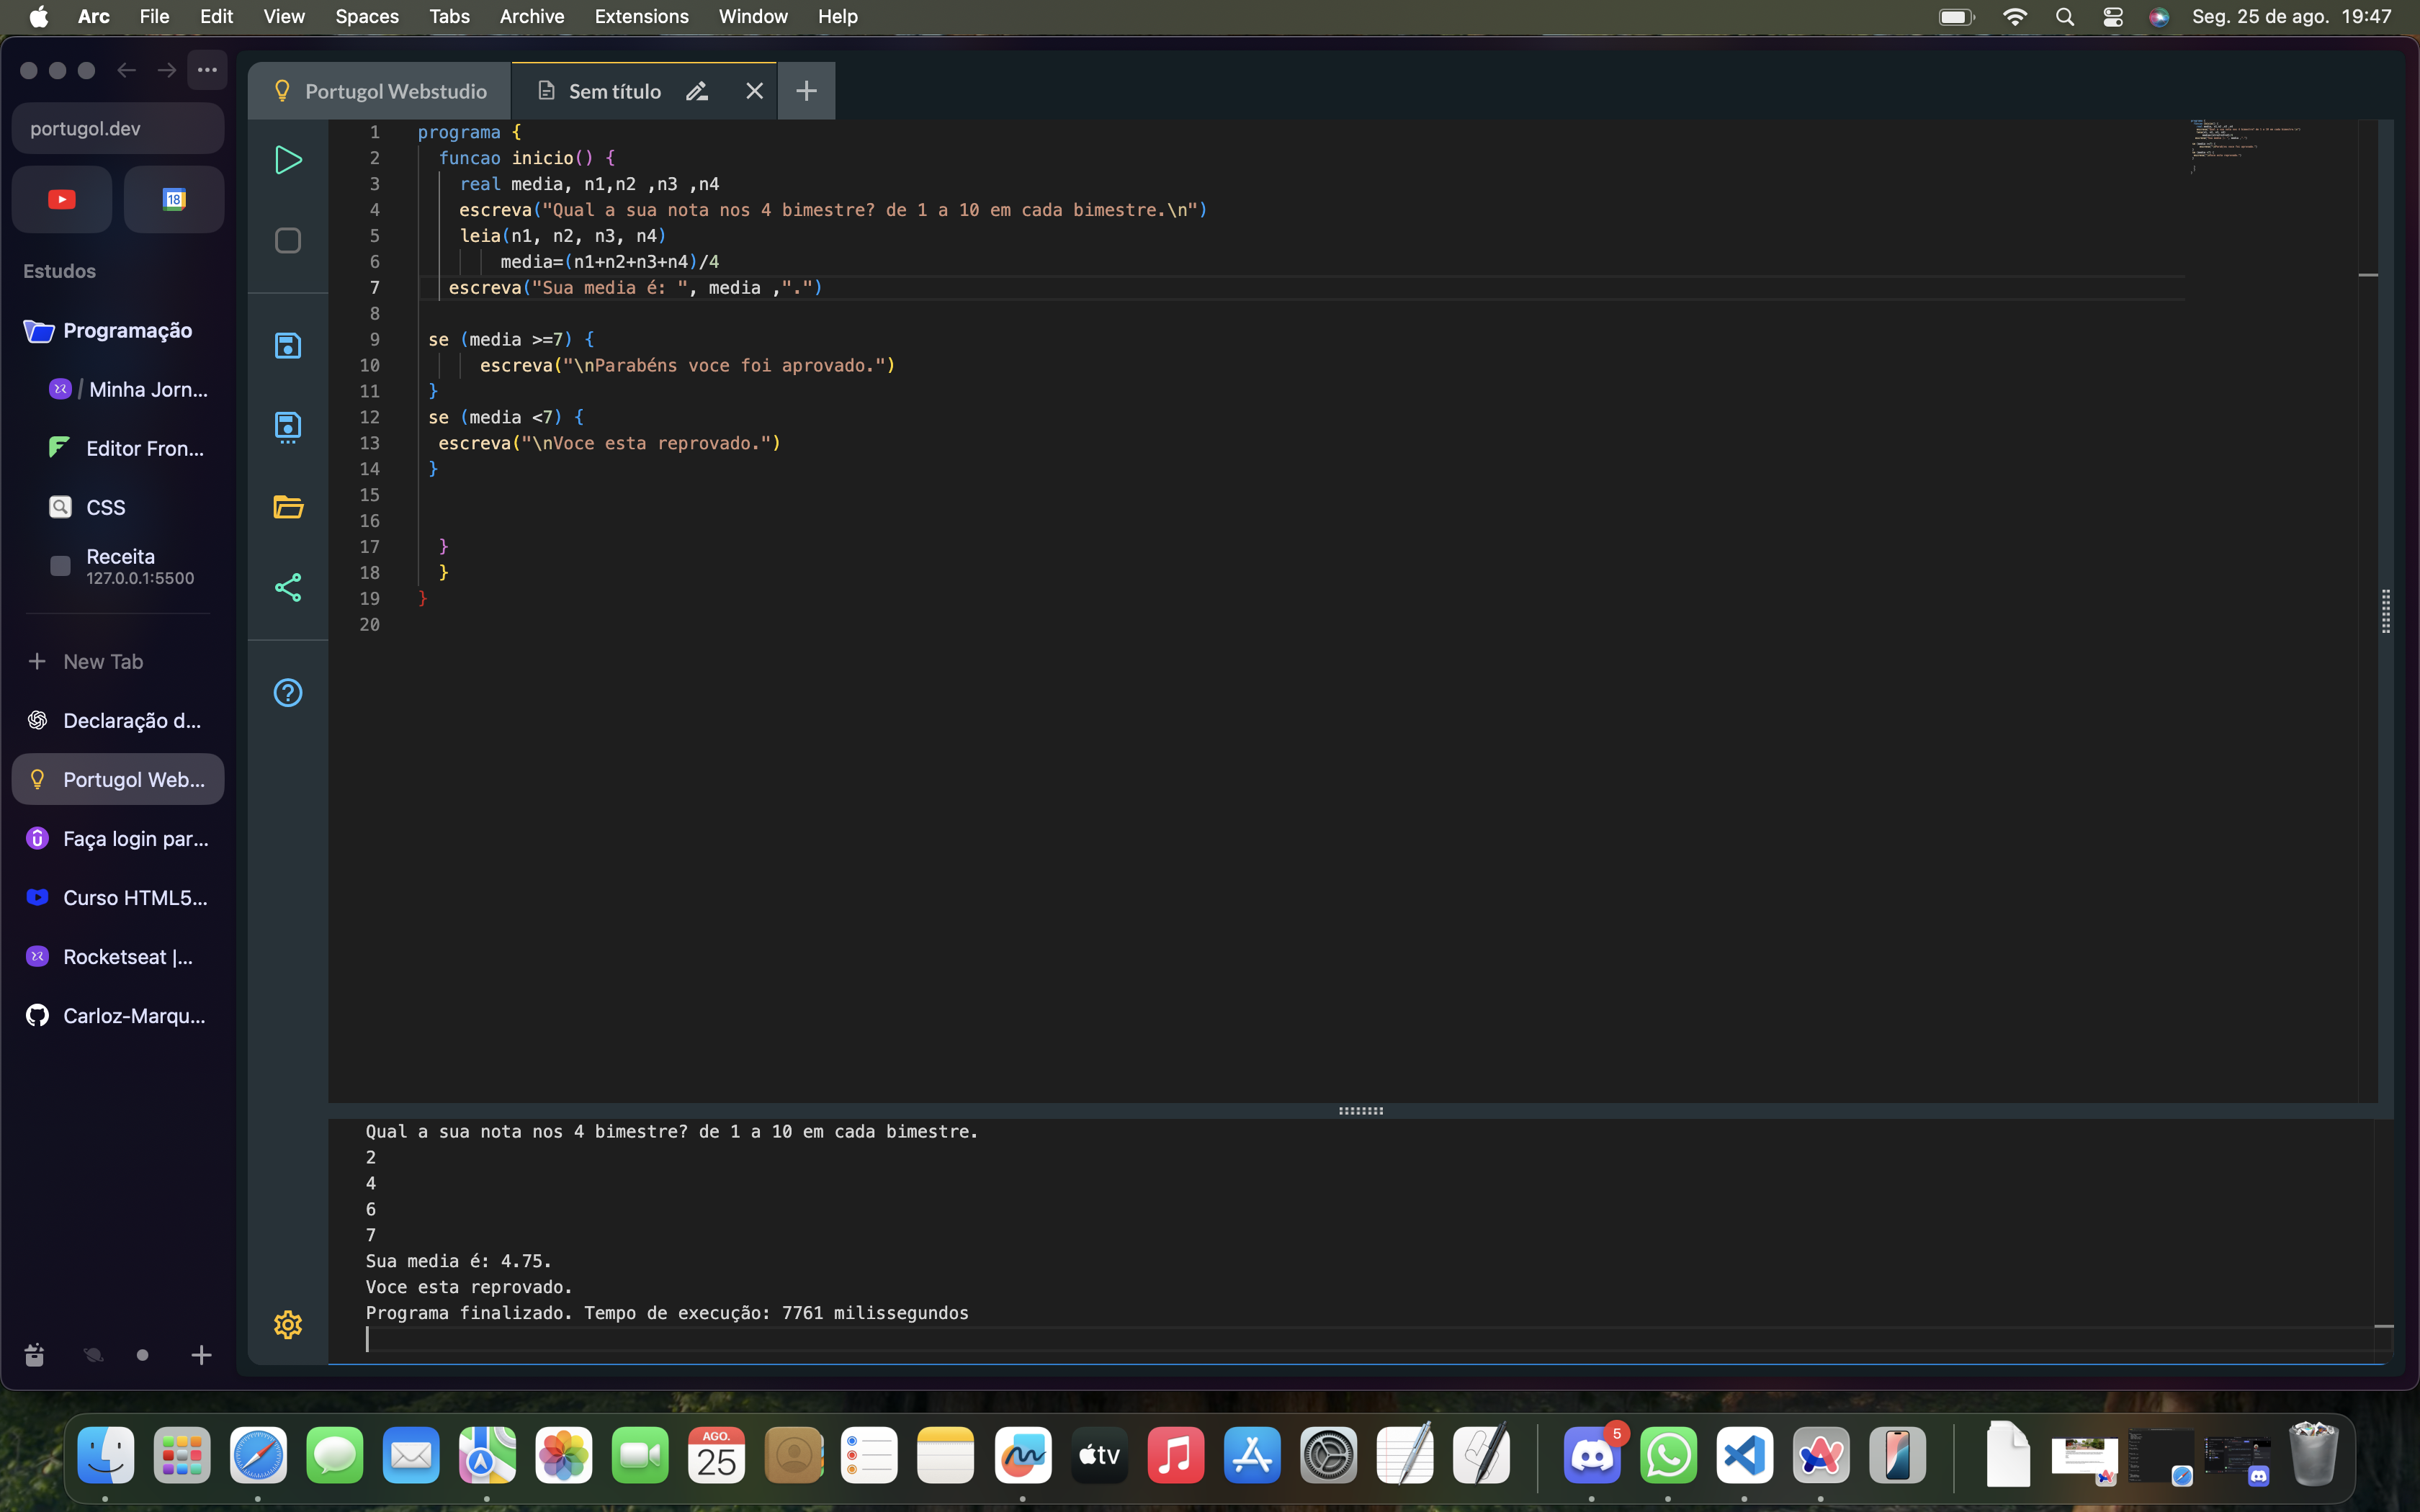 Arc File Edit View Spaces Tabs Archive Extensions Window Help Seg. 25 de ago. 19:47
portugol.dev
18
Estudos
Programação
/ Minha Jorn...
Editor Fron...
CSS
Receita
127.0.0.1:5500
New Tab
Declaração d...
Portugol Web...
Faça login par...
Curso HTML5...
Rocketseat |...
Carloz-Marqu...
Portugol Webstudio Sem título
1 programa {
2 funcao inicio() {
3 real media, n1,n2 ,n3 ,n4
4 escreva("Qual a sua nota nos 4 bimestre? de 1 a 10 em cada bimestre.\n")
5 leia(n1, n2, n3, n4)
6 media=(n1+n2+n3+n4)/4
7 escreva("Sua media é: ", media ,".")
8
9 se (media >=7) {
10 escreva("\nParabéns voce foi aprovado.")
11 }
12 se (media <7) {
13 escreva("\nVoce esta reprovado.")
14 }
15
16
17 }
18 }
19 }
20
Qual a sua nota nos 4 bimestre? de 1 a 10 em cada bimestre.
2
4
6
7
Sua media é: 4.75.
Voce esta reprovado.
Programa finalizado. Tempo de execução: 7761 milissegundos
AGO.
25
tv
5